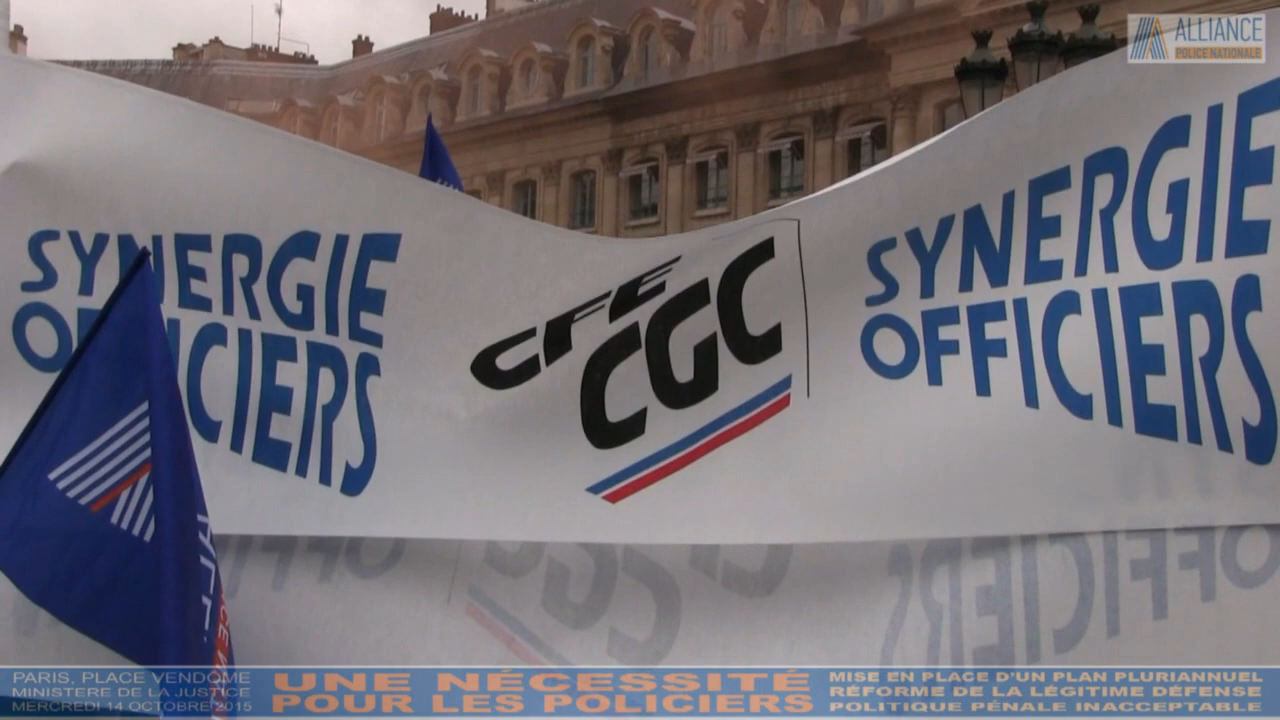 ALLIANCE
POLICE NATIONALE
SYNERGIE
OFFICIERS
CFE
CGC
SYNERGIE
OFFICIERS
PARIS, PLACE VENDÔME
MINISTERE DE LA JUSTICE
MERCREDI 14 OCTOBRE 2015
UNE NÉCESSITÉ
POUR LES POLICIERS
MISE EN PLACE D'UN PLAN PLURIANNUEL
RÉFORME DE LA LÉGITIME DÉFENSE
POLITIQUE PÉNALE INACCEPTABLE